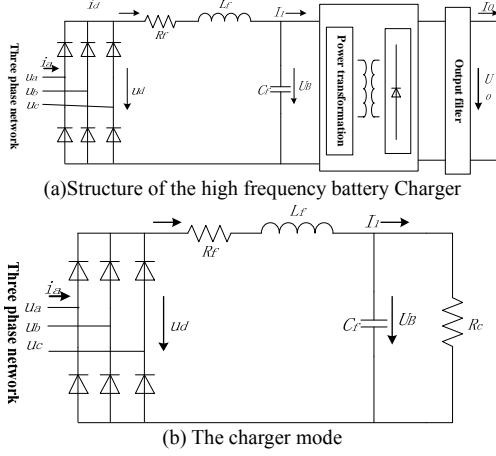 id
Rf
Lf
I1
I0
Three phase network
ia
ua
ub
uc
ud
Cf
UB
Power transformation
Output filter
U
o
(a)Structure of the high frequency battery Charger
Three phase network
ia
ua
ub
uc
ud
Rf
Lf
I1
Cf
UB
Rc
(b) The charger mode